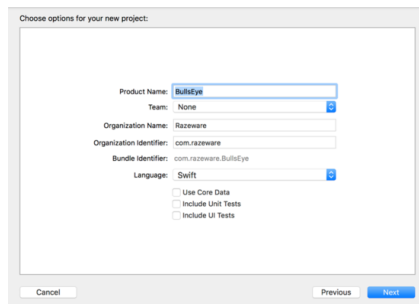 Choose options for your new project:
Product Name: BullsEye
Team: None
Organization Name: Razeware
Organization Identifier: com.razeware
Bundle Identifier: com.razeware.BullsEye
Language: Swift
Use Core Data
Include Unit Tests
Include UI Tests
Cancel Previous Next